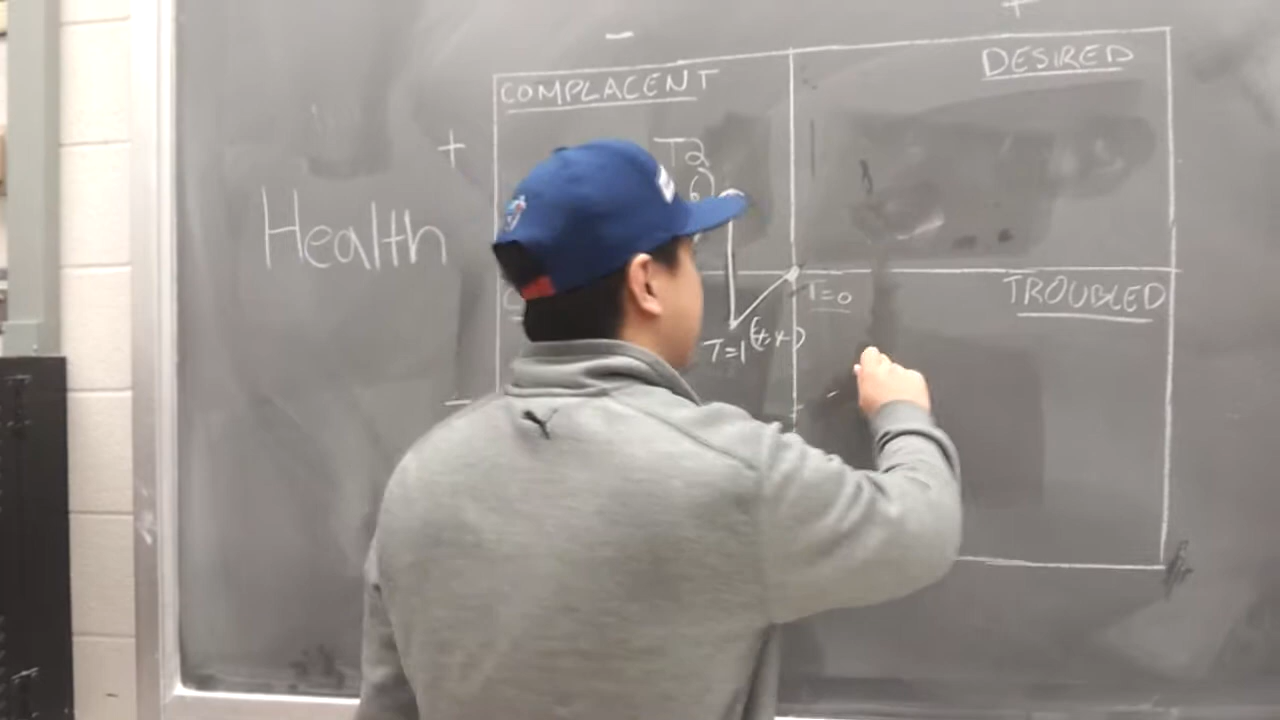 - +
COMPLACENT
DESIRED
+
T2
Health
T=0
TROUBLED
T=1
-